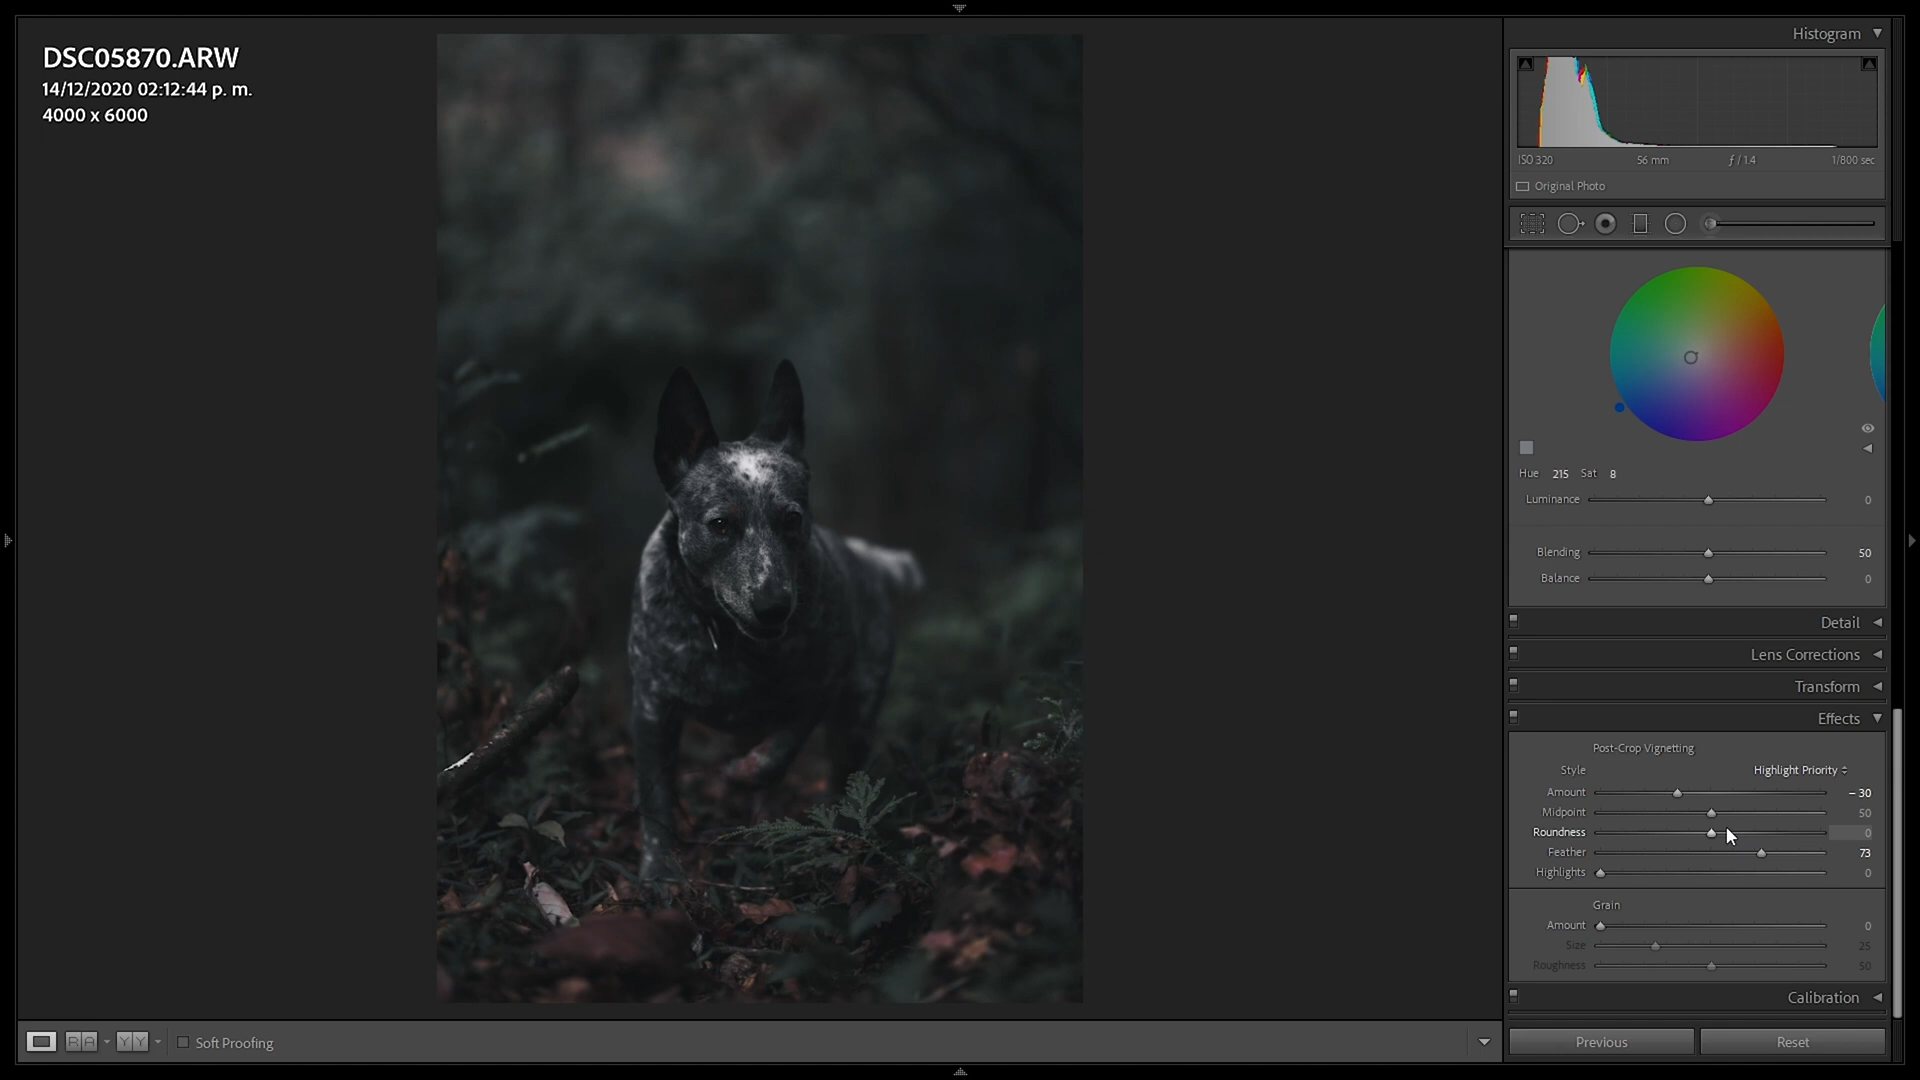 DSC05870.ARW
14/12/2020 02:12:44 p. m.
4000 x 6000
Histogram
ISO 320 56 mm ƒ / 1.4 1/800 sec
Original Photo
Hue 215 Sat 8
Luminance 0
Blending 50
Balance 0
Detail
Lens Corrections
Transform
Effects
Post-Crop Vignetting
Style Highlight Priority
Amount – 30
Midpoint 50
Roundness 0
Feather 73
Highlights 0
Grain
Amount 0
Size 25
Roughness 50
Calibration
R A Y Y Soft Proofing
Previous Reset